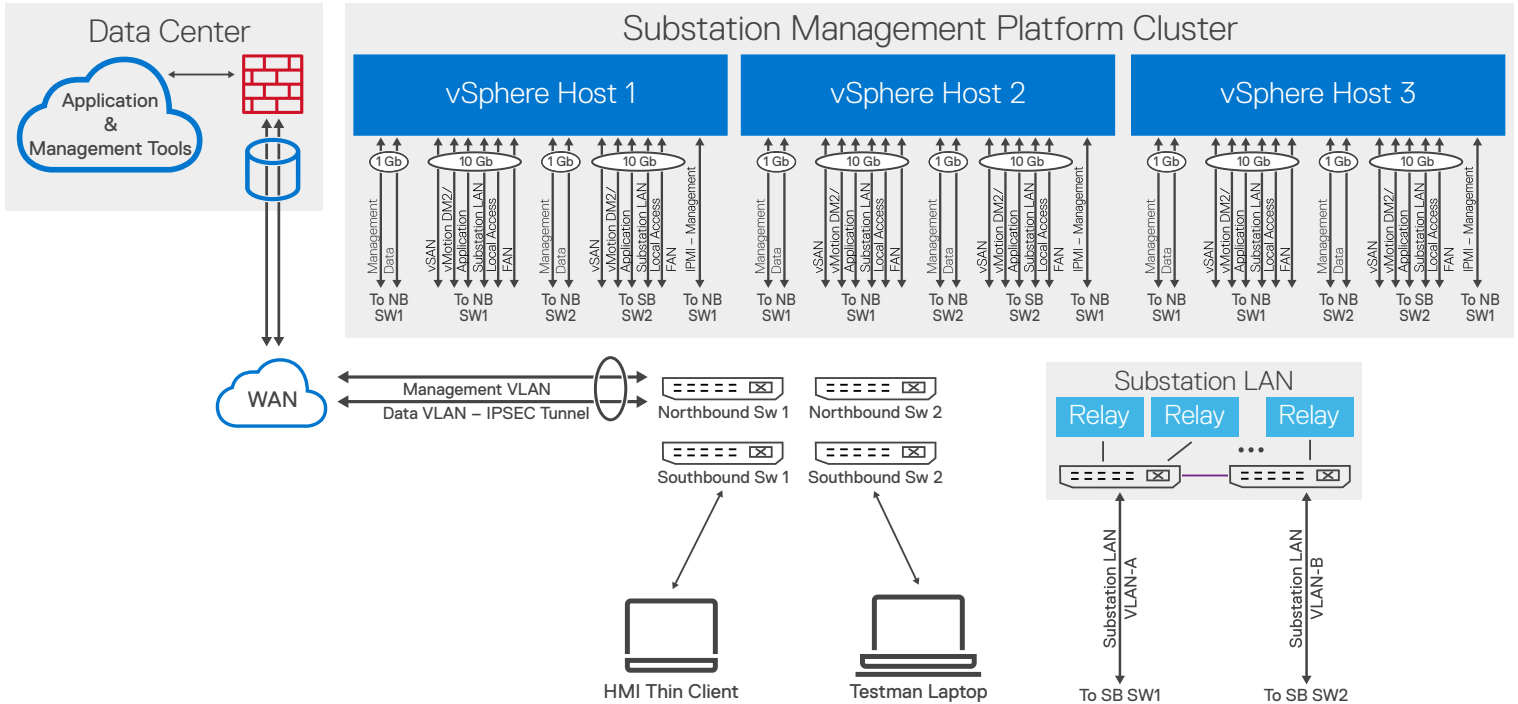 Data Center
Application
&
Management Tools
Substation Management Platform Cluster
vSphere Host 1
1 Gb
10 Gb
1 Gb
10 Gb
Management
Data
vSAN
vMotion DM2/
Application
Substation LAN
Local Access
FAN
Management
Data
vSAN
vMotion DM2/
Application
Substation LAN
Local Access
FAN
IPMI – Management
To NB
SW1
To NB
SW1
To NB
SW2
To SB
SW2
To NB
SW1
vSphere Host 2
1 Gb
10 Gb
1 Gb
10 Gb
Management
Data
vSAN
vMotion DM2/
Application
Substation LAN
Local Access
FAN
Management
Data
vSAN
vMotion DM2/
Application
Substation LAN
Local Access
FAN
IPMI – Management
To NB
SW1
To NB
SW1
To NB
SW2
To SB
SW2
To NB
SW1
vSphere Host 3
1 Gb
10 Gb
1 Gb
10 Gb
Management
Data
vSAN
vMotion DM2/
Application
Substation LAN
Local Access
FAN
Management
Data
vSAN
vMotion DM2/
Application
Substation LAN
Local Access
FAN
IPMI – Management
To NB
SW1
To NB
SW1
To NB
SW2
To SB
SW2
To NB
SW1
WAN
Management VLAN
Data VLAN – IPSEC Tunnel
Northbound Sw 1
Northbound Sw 2
Southbound Sw 1
Southbound Sw 2
HMI Thin Client
Testman Laptop
Substation LAN
Relay
Relay
Relay
Substation LAN
VLAN-A
Substation LAN
VLAN-B
To SB SW1
To SB SW2